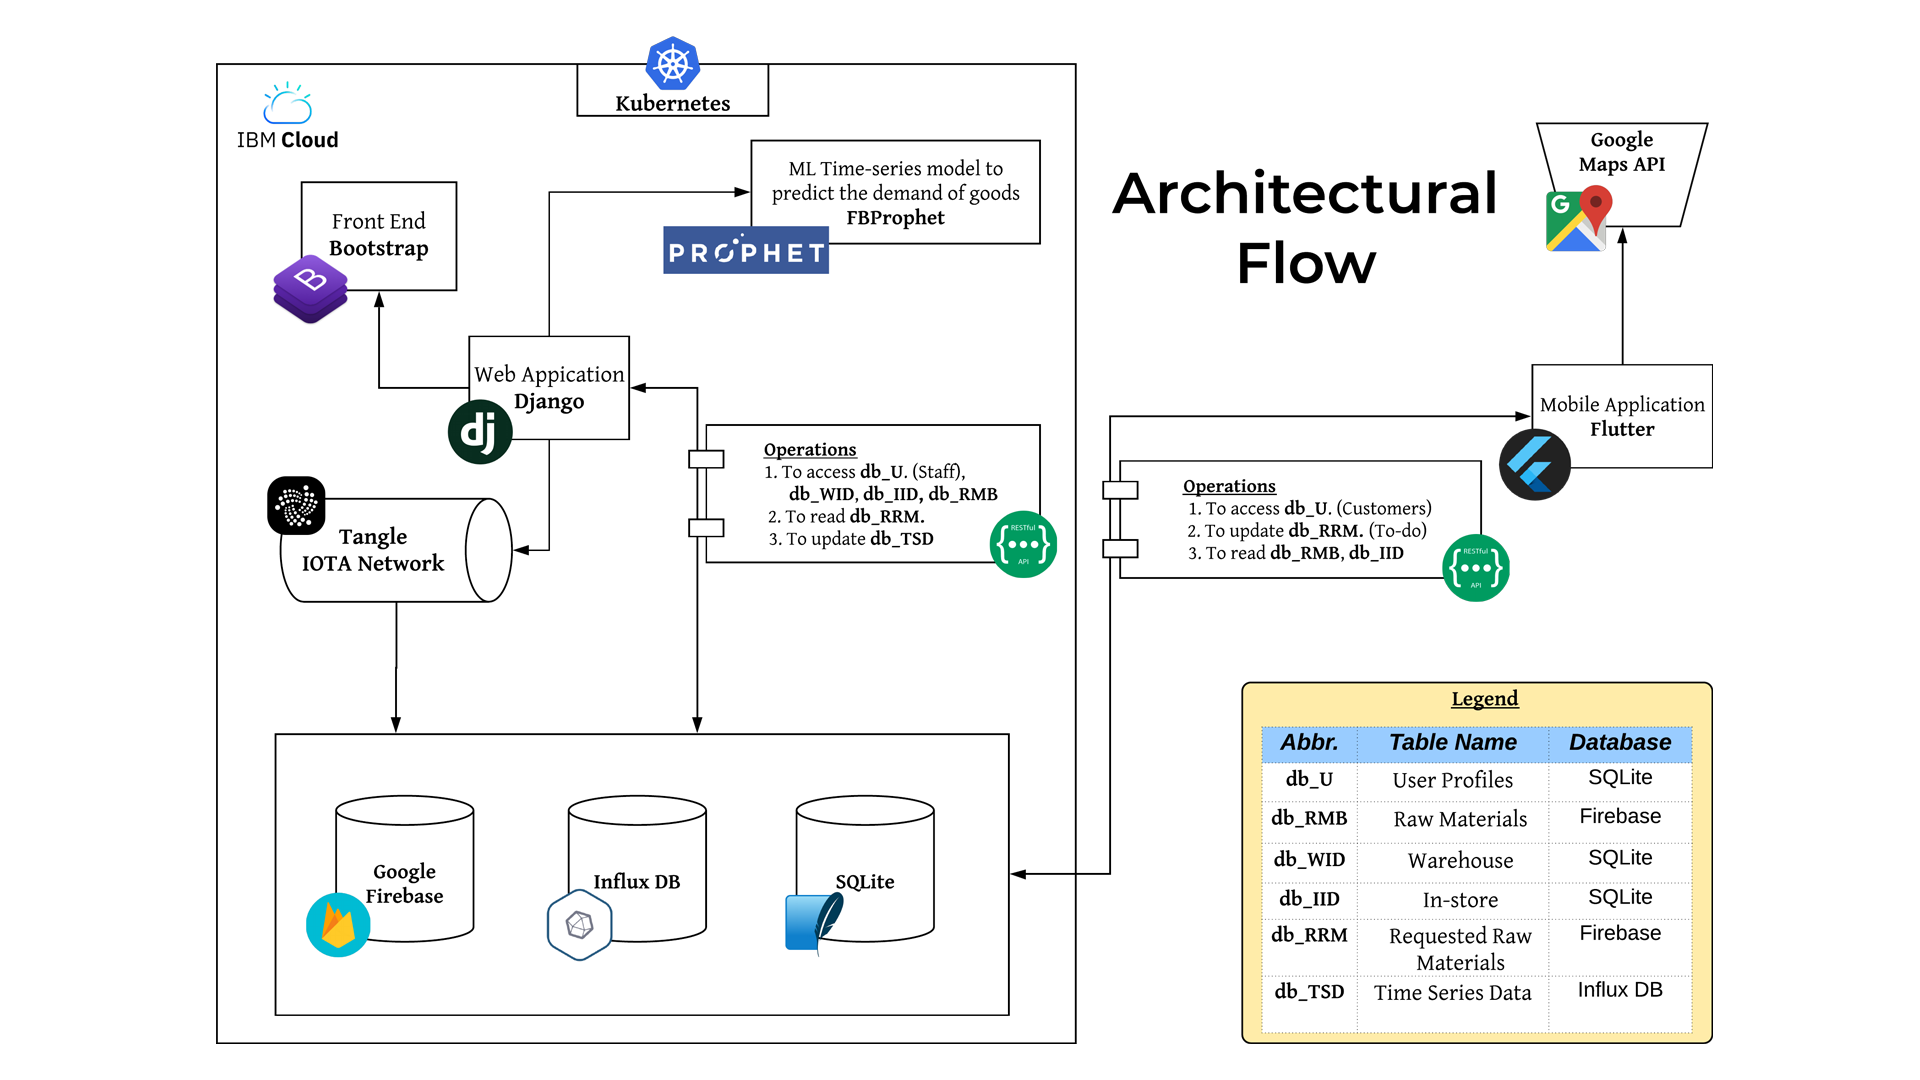 Kubernetes
IBM Cloud
ML Time-series model to
predict the demand of goods
FBProphet
PROPHET
Front End
Bootstrap
B
Web Appication
Django
dj
Operations
1. To access db_U. (Staff),
db_WID, db_IID, db_RMB
2. To read db_RRM.
3. To update db_TSD
RESTful
{•••}
API
Tangle
IOTA Network
Google
Firebase
Influx DB
SQLite
Architectural
Flow
Google
Maps API
G
Mobile Application
Flutter
Operations
1. To access db_U. (Customers)
2. To update db_RRM. (To-do)
3. To read db_RMB, db_IID
RESTful
{•••}
API
Legend
Abbr. Table Name Database
db_U User Profiles SQLite
db_RMB Raw Materials Firebase
db_WID Warehouse SQLite
db_IID In-store SQLite
db_RRM Requested Raw Firebase
Materials
db_TSD Time Series Data Influx DB